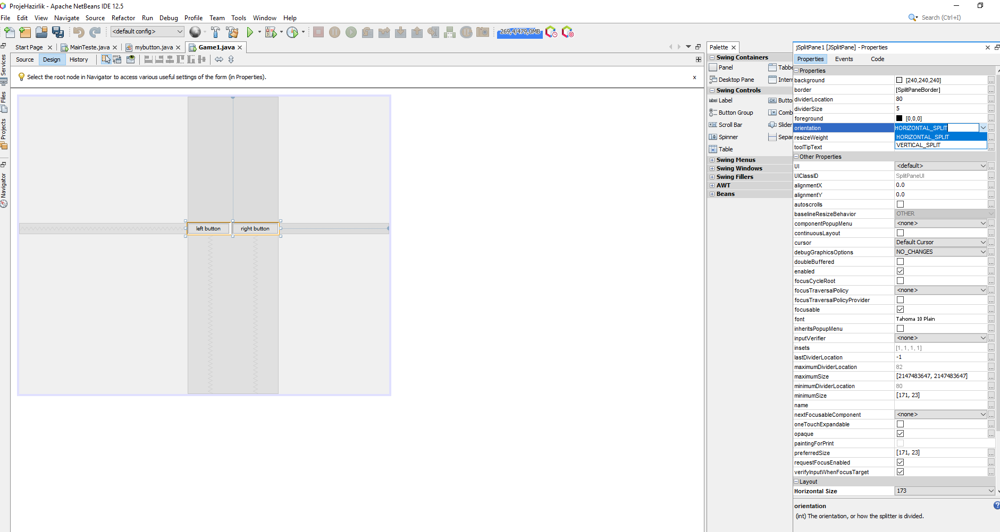 ProjeHazirlik - Apache NetBeans IDE 12.5
File Edit View Navigate Source Refactor Run Debug Profile Team Tools Window Help
Search (Ctrl+I)
<default config>
269,4/479,0MB
Start Page MainTeste.java mybutton.java Game1.java
Source Design History
Select the root node in Navigator to access various useful settings of the form (in Properties).
x
Services
Files
Projects
Navigator
left button
right button
Palette
Swing Containers
Panel Tabbe
Desktop Pane Intern
Swing Controls
Label Butto
Button Group Comb
Scroll Bar Slider
Spinner Separ
Table
Swing Menus
Swing Windows
Swing Fillers
AWT
Beans
jSplitPane1 [JSplitPane] - Properties
Properties Events Code
Properties
background [240,240,240]
border [SplitPaneBorder]
dividerLocation 80
dividerSize 5
foreground [0,0,0]
orientation HORIZONTAL_SPLIT
resizeWeight HORIZONTAL_SPLIT
toolTipText VERTICAL_SPLIT
Other Properties
UI <default>
UIClassID SplitPaneUI
alignmentX 0.0
alignmentY 0.0
autoscrolls
baselineResizeBehavior OTHER
componentPopupMenu <none>
continuousLayout
cursor Default Cursor
debugGraphicsOptions NO_CHANGES
doubleBuffered
enabled
focusCycleRoot
focusTraversalPolicy <none>
focusTraversalPolicyProvider
focusable
font Tahoma 10 Plain
inheritsPopupMenu
inputVerifier <none>
insets [1, 1, 1, 1]
lastDividerLocation -1
maximumDividerLocation 82
maximumSize [2147483647, 2147483647]
minimumDividerLocation 80
minimumSize [171, 23]
name
nextFocusableComponent <none>
oneTouchExpandable
opaque
paintingForPrint
preferredSize [171, 23]
requestFocusEnabled
verifyInputWhenFocusTarget
Layout
Horizontal Size 173
orientation
(int) The orientation, or how the splitter is divided.